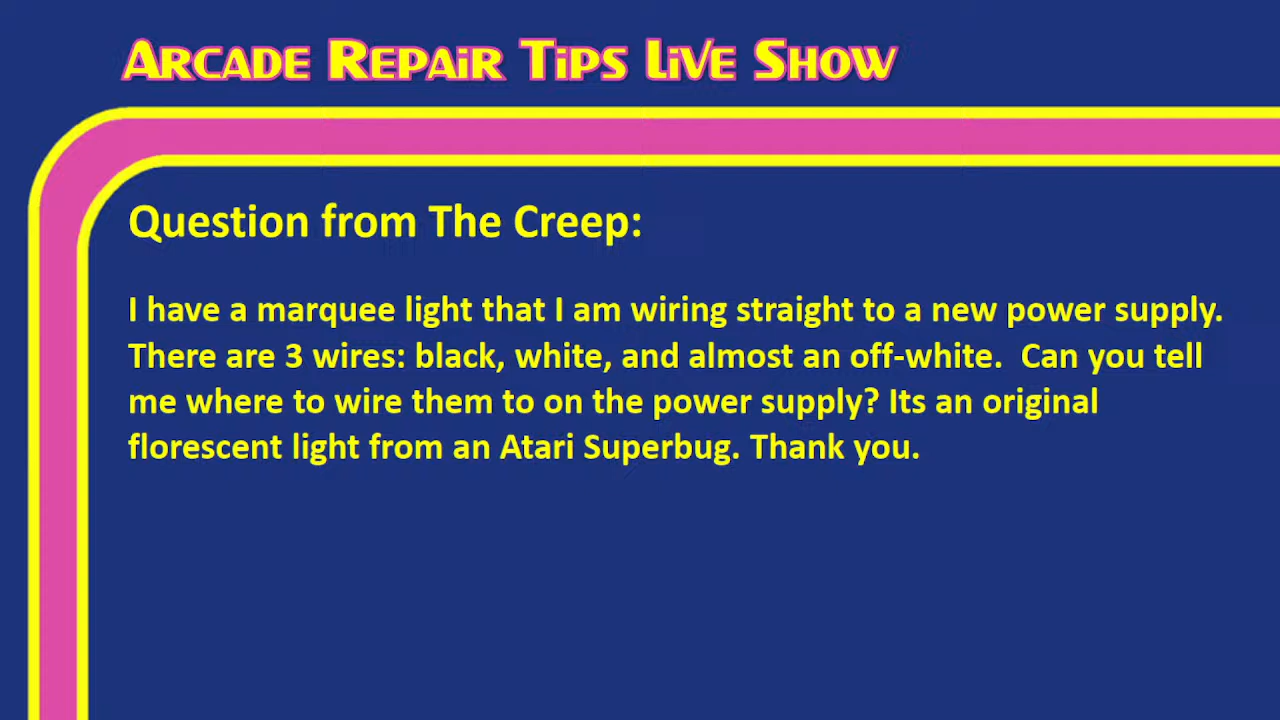 ARCADE REPAiR TiPS LiVE SHOW
Question from The Creep:
I have a marquee light that I am wiring straight to a new power supply.
There are 3 wires: black, white, and almost an off-white.  Can you tell
me where to wire them to on the power supply? Its an original
florescent light from an Atari Superbug. Thank you.